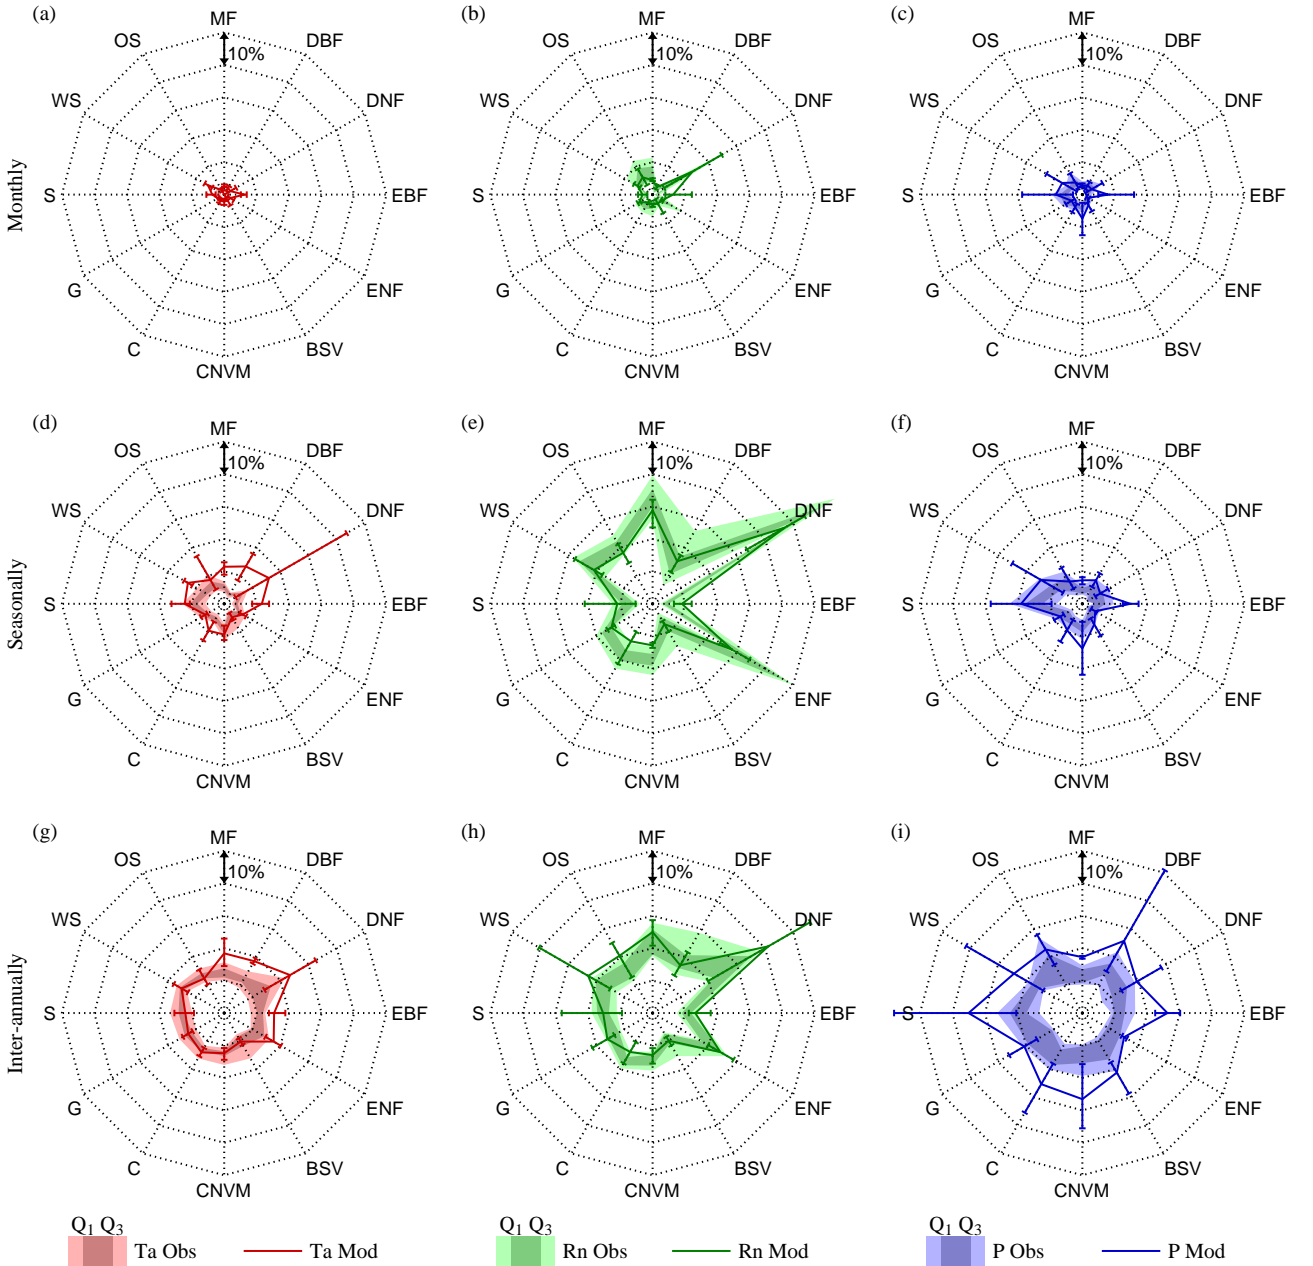 (a) (b) (c)
MF MF MF
OS DBF OS DBF OS DBF
10% 10% 10%
WS DNF WS DNF WS DNF
Monthly
S EBF S EBF S EBF
G ENF G ENF G ENF
C BSV C BSV C BSV
CNVM CNVM CNVM
(d) (e) (f)
MF MF MF
OS DBF OS DBF OS DBF
10% 10% 10%
WS DNF WS DNF WS DNF
Seasonally
S EBF S EBF S EBF
G ENF G ENF G ENF
C BSV C BSV C BSV
CNVM CNVM CNVM
(g) (h) (i)
MF MF MF
OS DBF OS DBF OS DBF
10% 10% 10%
WS DNF WS DNF WS DNF
Inter-annually
S EBF S EBF S EBF
G ENF G ENF G ENF
C BSV C BSV C BSV
CNVM CNVM CNVM
Q1 Q3 Q1 Q3 Q1 Q3
Ta Obs Ta Mod Rn Obs Rn Mod P Obs P Mod